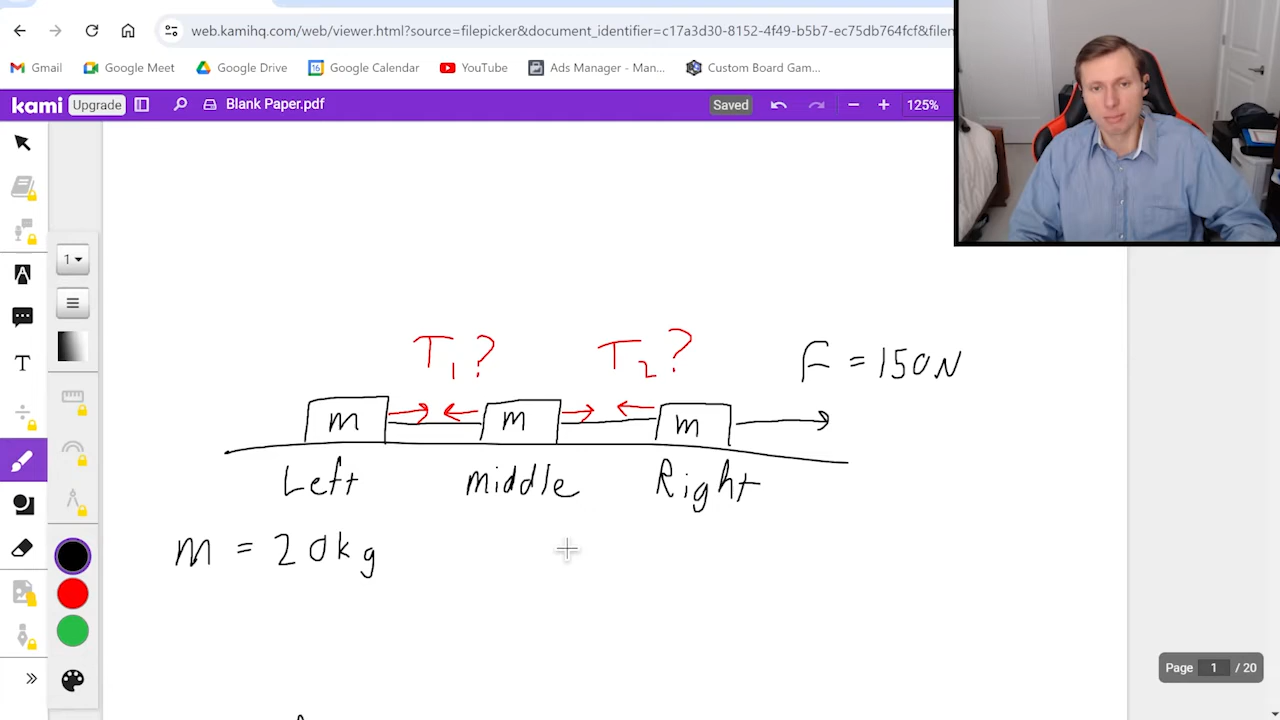 web.kamihq.com/web/viewer.html?source=filepicker&document_identifier=c17a3d30-8152-4f49-b5b7-ec75db764fcf&filen
Gmail Google Meet Google Drive 16 Google Calendar YouTube Ads Manager - Man... Custom Board Gam...
kami Upgrade Blank Paper.pdf Saved 125%
1
A
T
T1? T2? F = 150N
m m m
Left middle Right
m = 20kg
Page 1 / 20